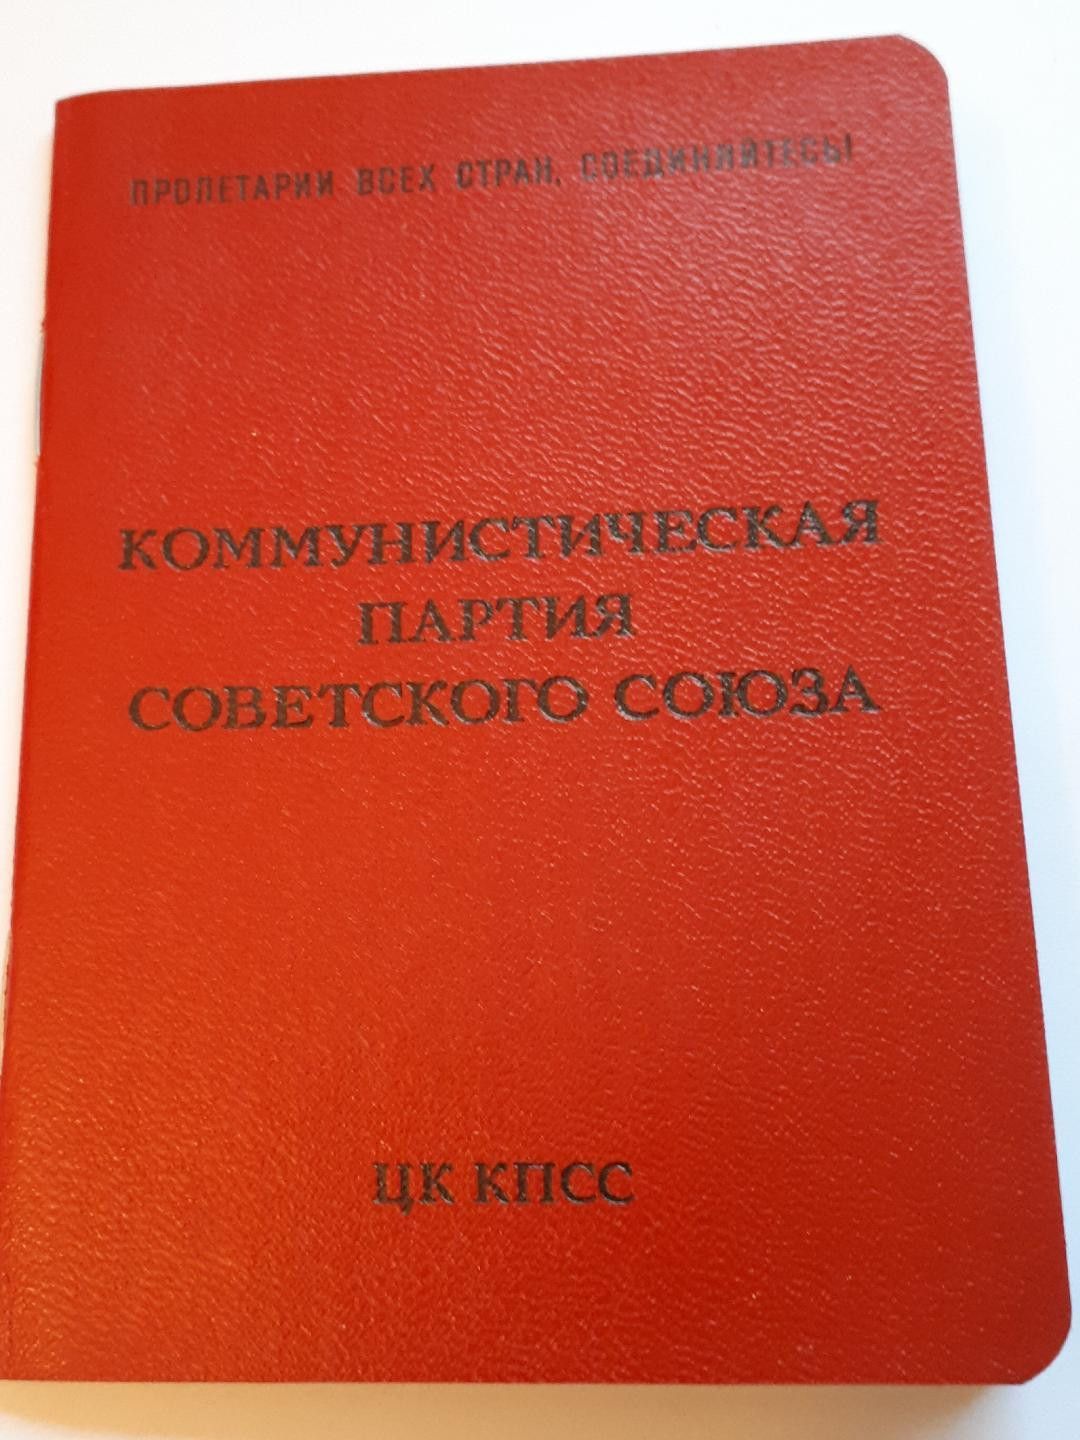 ПРОЛЕТАРИИ ВСЕХ СТРАН, СОЕДИНЯЙТЕСЬ!
КОММУНИСТИЧЕСКАЯ
ПАРТИЯ
СОВЕТСКОГО СОЮЗА
ЦК КПСС